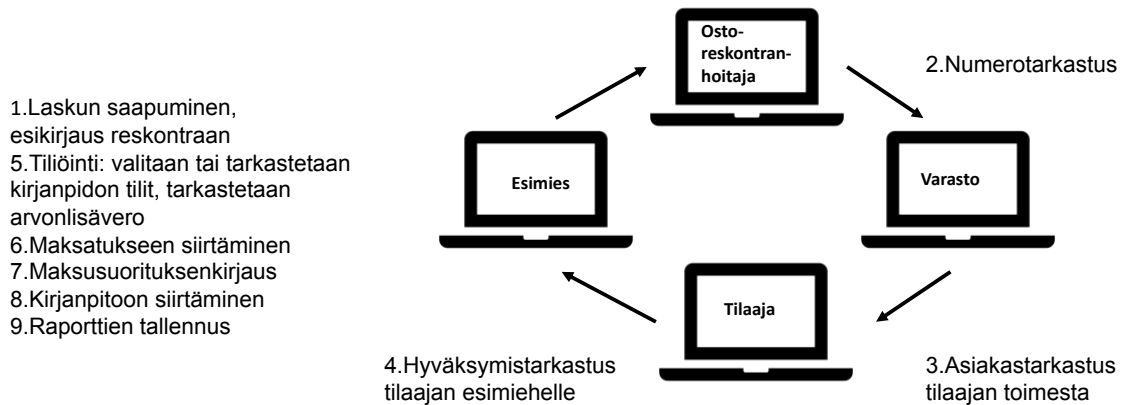 1.Laskun saapuminen,
esikirjaus reskontraan
5.Tiliöinti: valitaan tai tarkastetaan
kirjanpidon tilit, tarkastetaan
arvonlisävero
6.Maksatukseen siirtäminen
7.Maksusuorituksenkirjaus
8.Kirjanpitoon siirtäminen
9.Raporttien tallennus
Osto-
reskontran-
hoitaja
2.Numerotarkastus
Esimies
Varasto
Tilaaja
4.Hyväksymistarkastus
tilaajan esimiehelle
3.Asiakastarkastus
tilaajan toimesta